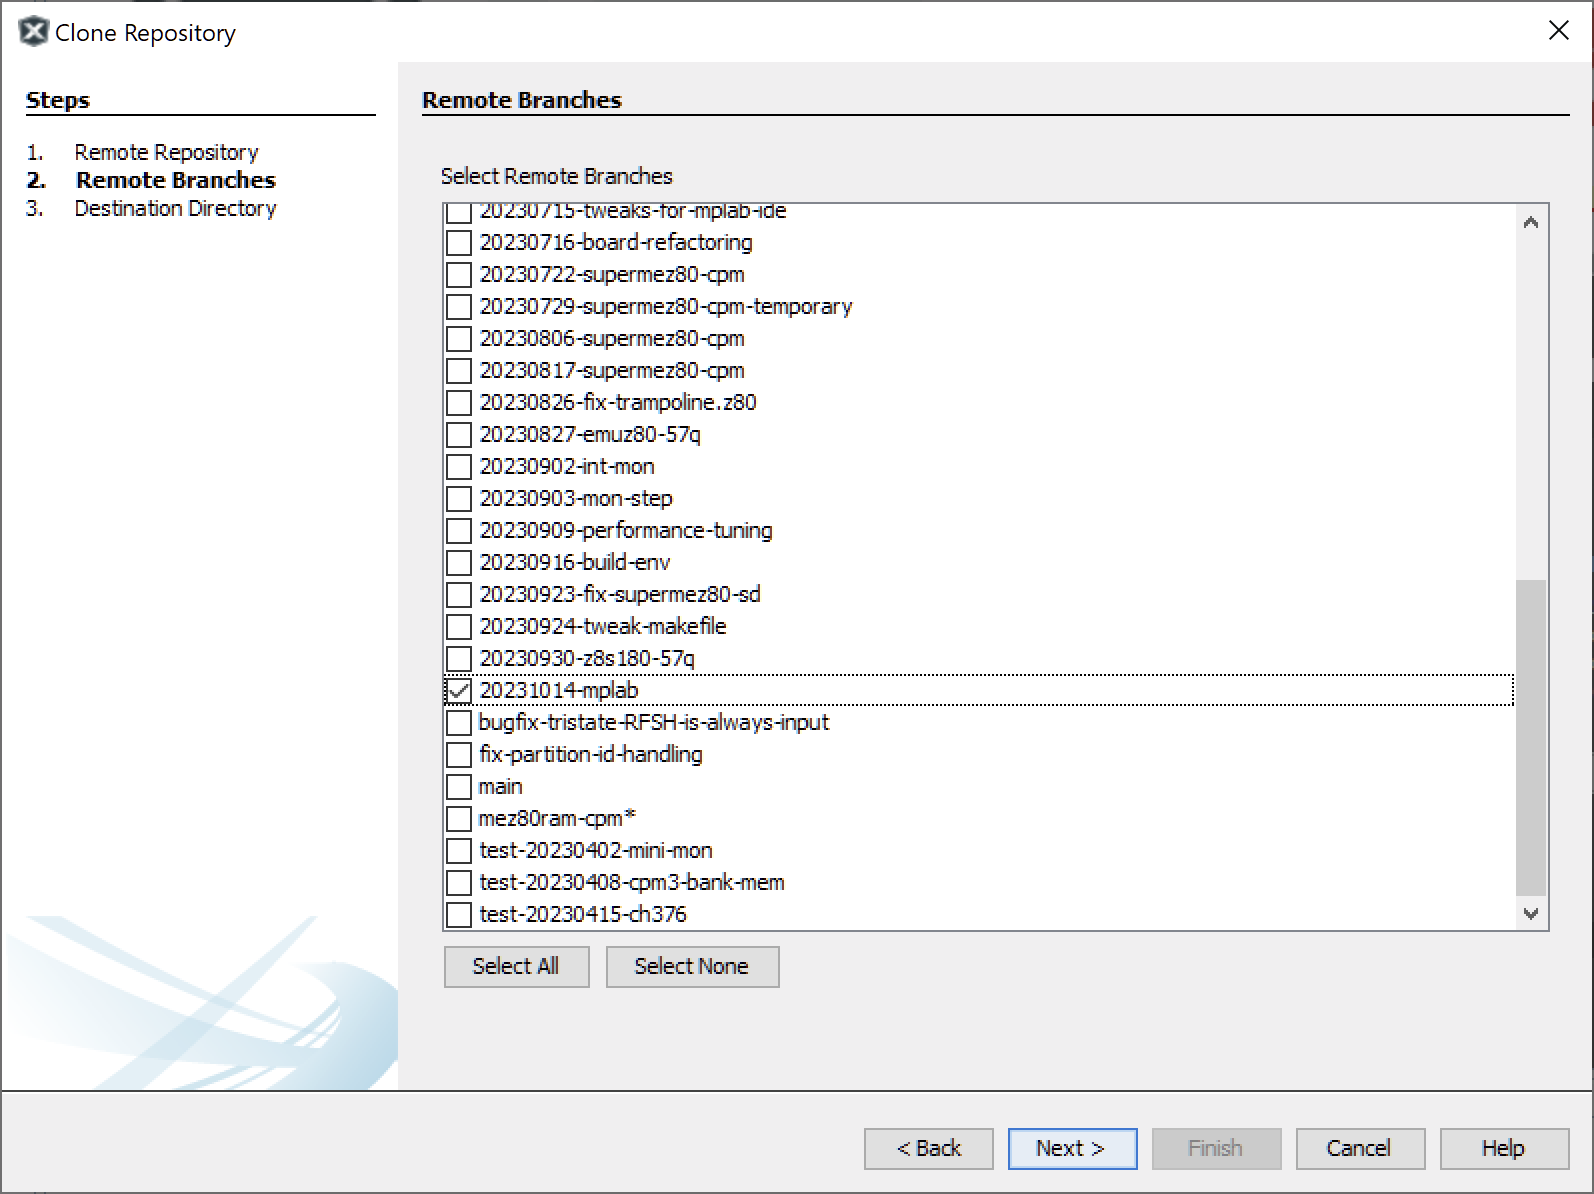 Clone Repository
Steps
1. Remote Repository
2. Remote Branches
3. Destination Directory
Remote Branches
Select Remote Branches
20230715-tweaks-for-mplab-ide
20230716-board-refactoring
20230722-supermez80-cpm
20230729-supermez80-cpm-temporary
20230806-supermez80-cpm
20230817-supermez80-cpm
20230826-fix-trampoline.z80
20230827-emuz80-57q
20230902-int-mon
20230903-mon-step
20230909-performance-tuning
20230916-build-env
20230923-fix-supermez80-sd
20230924-tweak-makefile
20230930-z8s180-57q
20231014-mplab
bugfix-tristate-RFSH-is-always-input
fix-partition-id-handling
main
mez80ram-cpm*
test-20230402-mini-mon
test-20230408-cpm3-bank-mem
test-20230415-ch376
Select All Select None
< Back Next > Finish Cancel Help